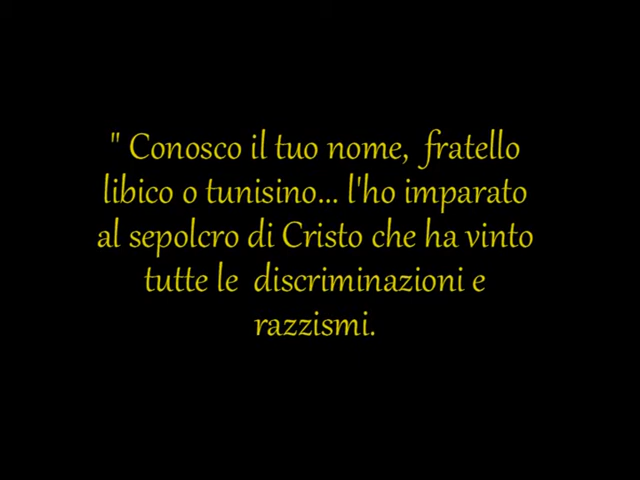 " Conosco il tuo nome, fratello
libico o tunisino... l'ho imparato
al sepolcro di Cristo che ha vinto
tutte le discriminazioni e
razzismi.